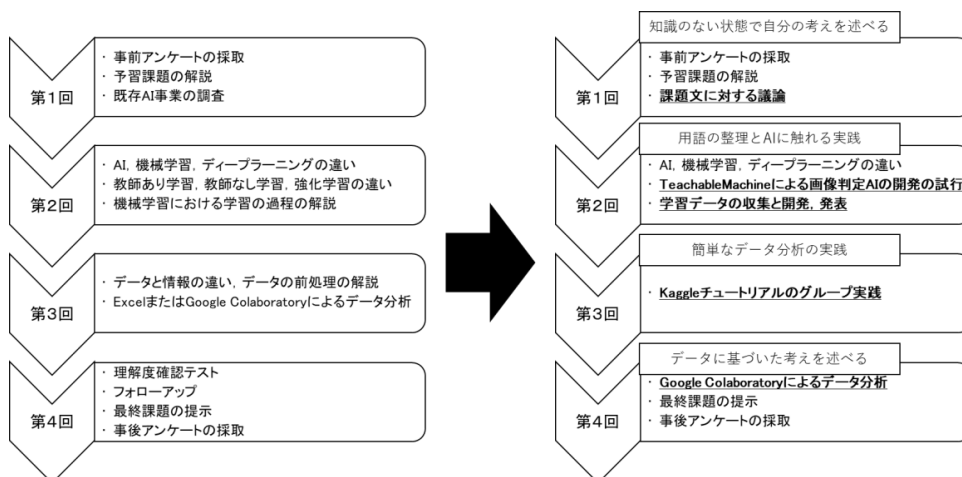 第1回
・ 事前アンケートの採取
・ 予習課題の解説
・ 既存AI事業の調査
第2回
・ AI, 機械学習, ディープラーニングの違い
・ 教師あり学習, 教師なし学習, 強化学習の違い
・ 機械学習における学習の過程の解説
第3回
・ データと情報の違い, データの前処理の解説
・ ExcelまたはGoogle Colaboratoryによるデータ分析
第4回
・ 理解度確認テスト
・ フォローアップ
・ 最終課題の提示
・ 事後アンケートの採取
知識のない状態で自分の考えを述べる
第1回
・ 事前アンケートの採取
・ 予習課題の解説
・ 課題文に対する議論
用語の整理とAIに触れる実践
第2回
・ AI, 機械学習, ディープラーニングの違い
・ TeachableMachineによる画像判定AIの開発の試行
・ 学習データの収集と開発, 発表
簡単なデータ分析の実践
第3回
・ Kaggleチュートリアルのグループ実践
データに基づいた考えを述べる
第4回
・ Google Colaboratoryによるデータ分析
・ 最終課題の提示
・ 事後アンケートの採取